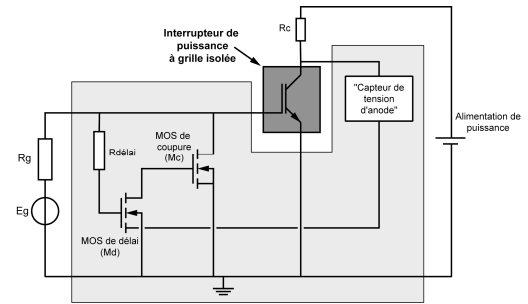 Rc
Interrupteur de
puissance
à grille isolée
"Capteur de
tension
d'anode"
Alimentation de
puissance
MOS de
coupure
(Mc)
Rdélai
Rg
Eg
MOS de délai
(Md)